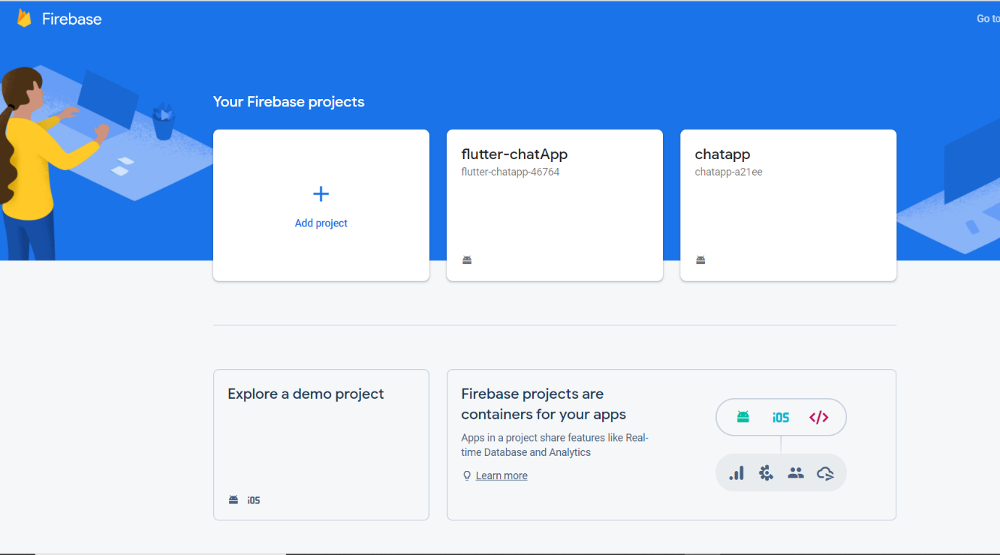 Firebase
Go to
Your Firebase projects
Add project
flutter-chatApp
flutter-chatapp-46764
chatapp
chatapp-a21ee
Explore a demo project
iOS
Firebase projects are
containers for your apps
Apps in a project share features like Real-
time Database and Analytics
Learn more
iOS